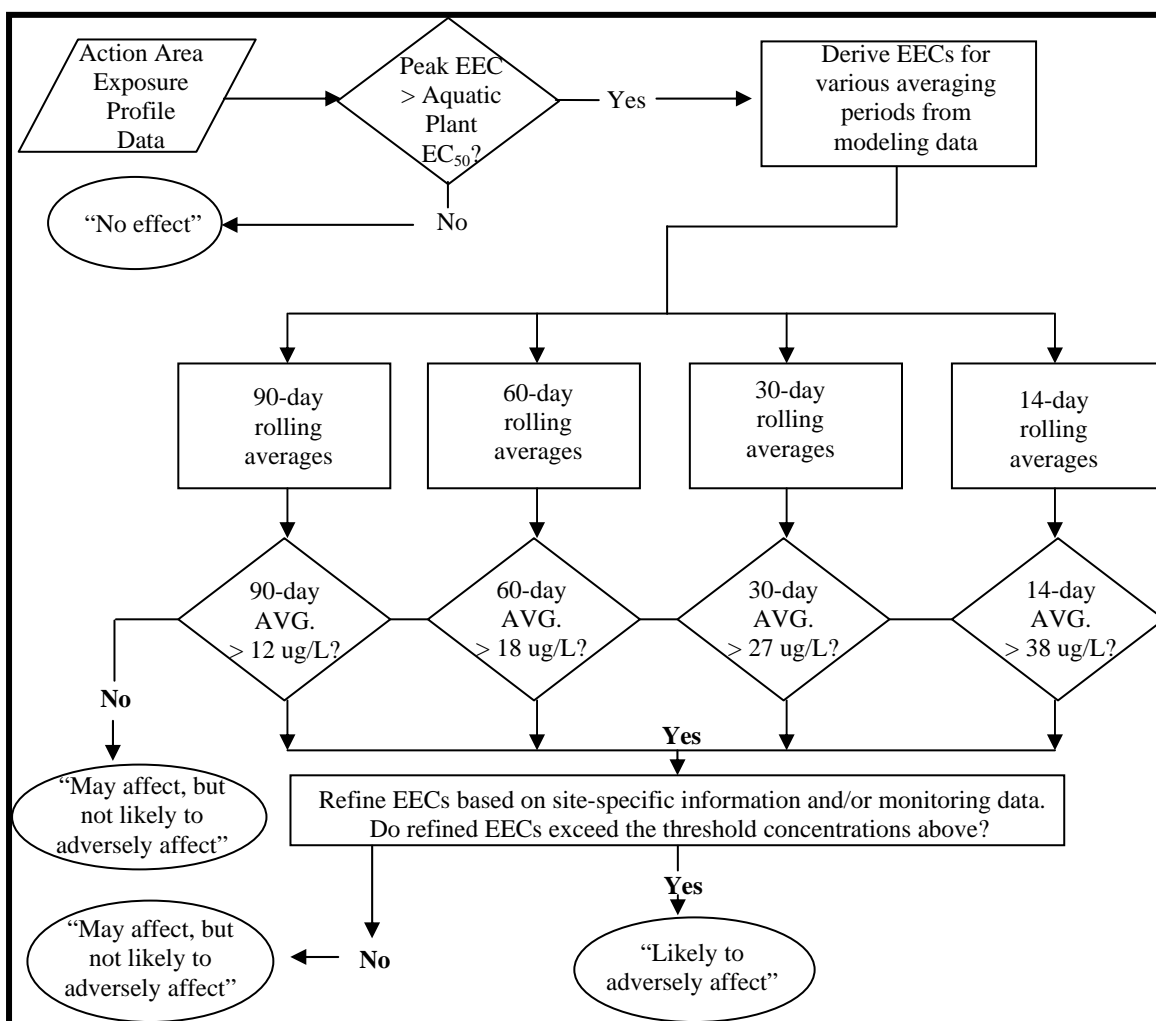 Action Area
Exposure
Profile
Data
Peak EEC
> Aquatic
Plant
EC₅₀?
Yes
Derive EECs for
various averaging
periods from
modeling data
No
“No effect”
90-day
rolling
averages
60-day
rolling
averages
30-day
rolling
averages
14-day
rolling
averages
90-day
AVG.
> 12 ug/L?
60-day
AVG.
> 18 ug/L?
30-day
AVG.
> 27 ug/L?
14-day
AVG.
> 38 ug/L?
No
Yes
“May affect, but
not likely to
adversely affect”
Refine EECs based on site-specific information and/or monitoring data.
Do refined EECs exceed the threshold concentrations above?
Yes
No
“May affect, but
not likely to
adversely affect”
“Likely to
adversely affect”